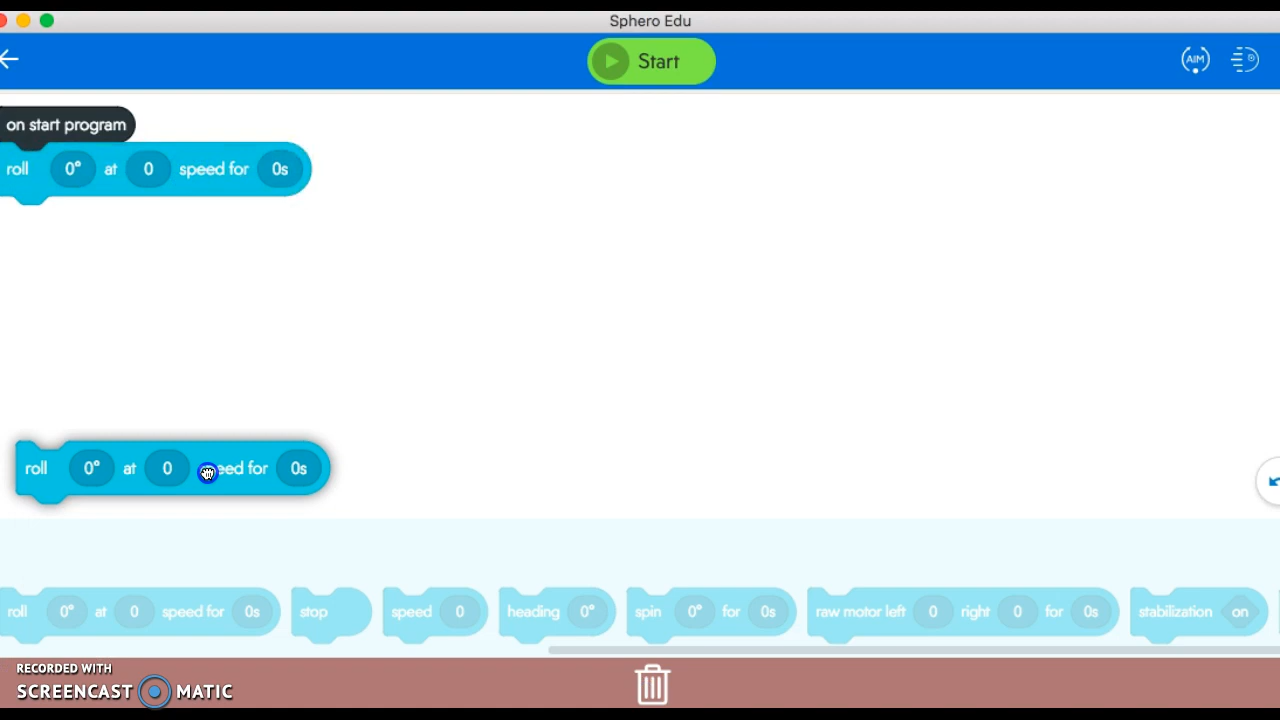 Sphero Edu
Start
AIM
on start program
roll 0° at 0 speed for 0s
roll 0° at 0 eed for 0s
roll 0° at 0 speed for 0s stop speed 0 heading 0° spin 0° for 0s raw motor left 0 right 0 for 0s stabilization on
RECORDED WITH
SCREENCAST MATIC